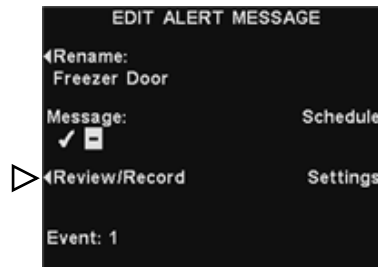 EDIT ALERT MESSAGE
Rename:
Freezer Door
Message: Schedule
✓ -
Review/Record Settings
Event: 1